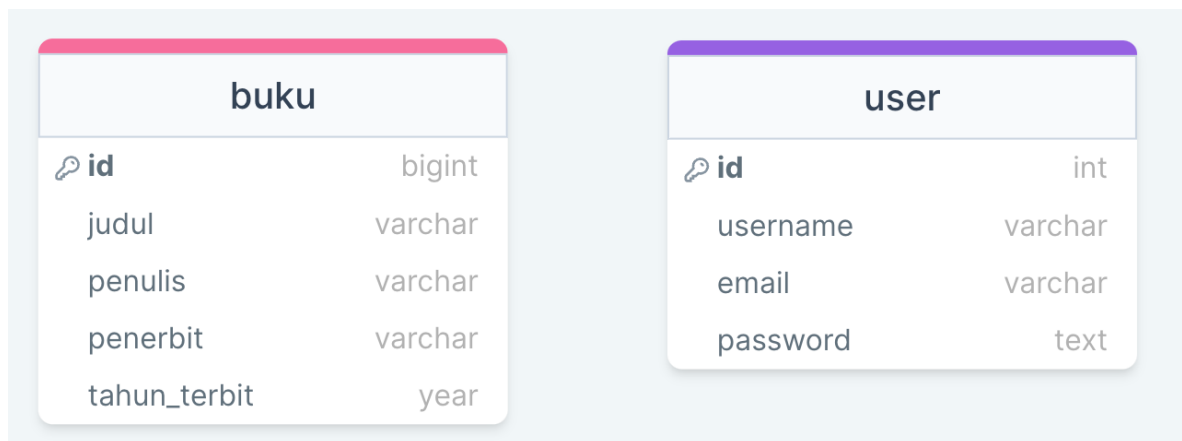 buku
id bigint
judul varchar
penulis varchar
penerbit varchar
tahun_terbit year
user
id int
username varchar
email varchar
password text